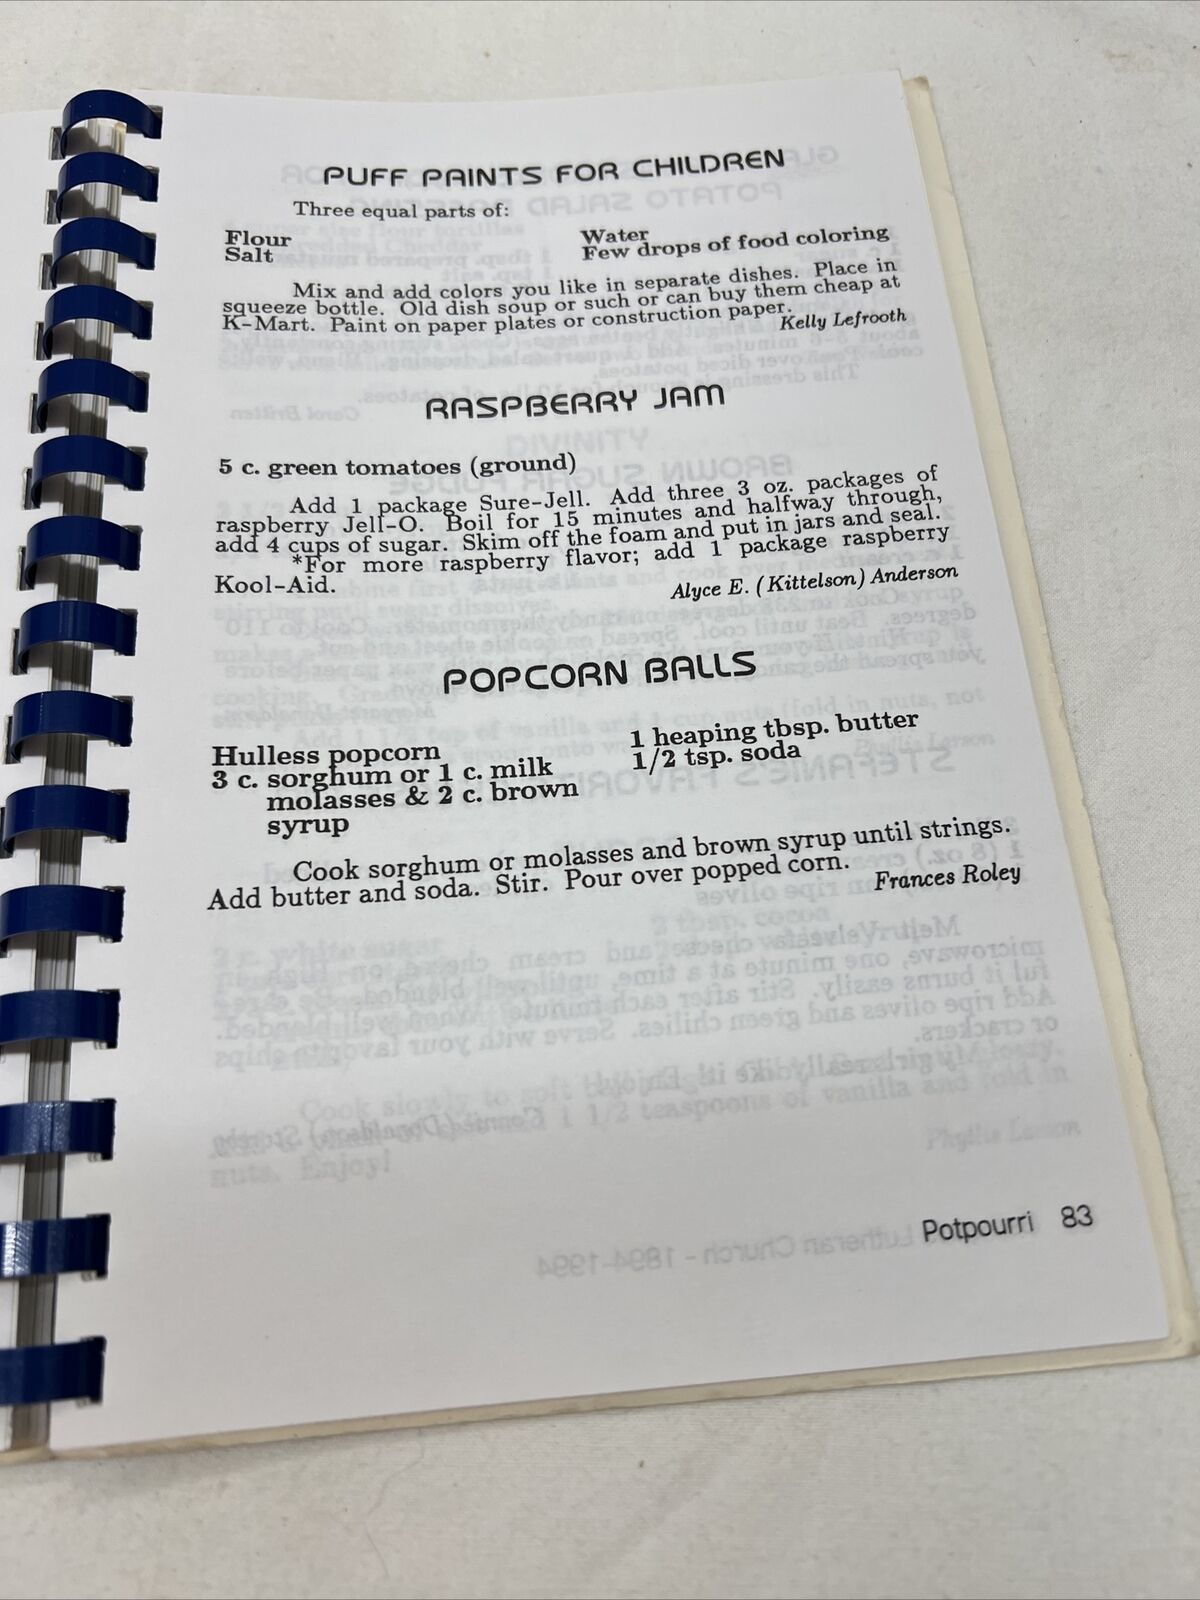 PUFF PAINTS FOR CHILDREN
Three equal parts of:
Flour
Salt
Water
Few drops of food coloring
Mix and add colors you like in separate dishes. Place in
squeeze bottle. Old dish soup or such or can buy them cheap at
K-Mart. Paint on paper plates or construction paper.
Kelly Lefrooth
RASPBERRY JAM
5 c. green tomatoes (ground)
Add 1 package Sure-Jell. Add three 3 oz. packages of
raspberry Jell-O. Boil for 15 minutes and halfway through,
add 4 cups of sugar. Skim off the foam and put in jars and seal.
*For more raspberry flavor; add 1 package raspberry
Kool-Aid.
Alyce E. (Kittelson) Anderson
POPCORN BALLS
Hulless popcorn
3 c. sorghum or 1 c. milk
molasses & 2 c. brown
syrup
1 heaping tbsp. butter
1/2 tsp. soda
Cook sorghum or molasses and brown syrup until strings.
Add butter and soda. Stir. Pour over popped corn.
Frances Roley
Potpourri 83